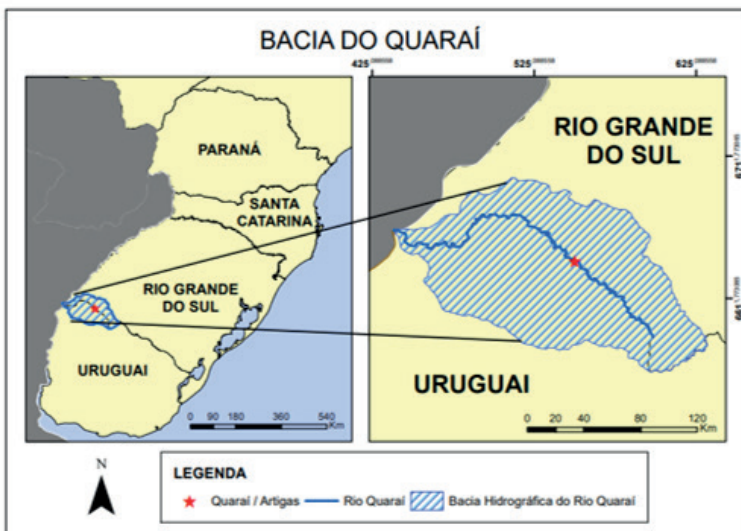 BACIA DO QUARAÍ
425
525
625
PARANÁ
SANTA
CATARINA
RIO GRANDE
DO SUL
URUGUAI
0 90 180 360 540
Km
RIO GRANDE
DO SUL
671
661
URUGUAI
0 20 40 80 120
Km
N
LEGENDA
Quaraí / Artigas
Rio Quaraí
Bacia Hidrográfica do Rio Quaraí